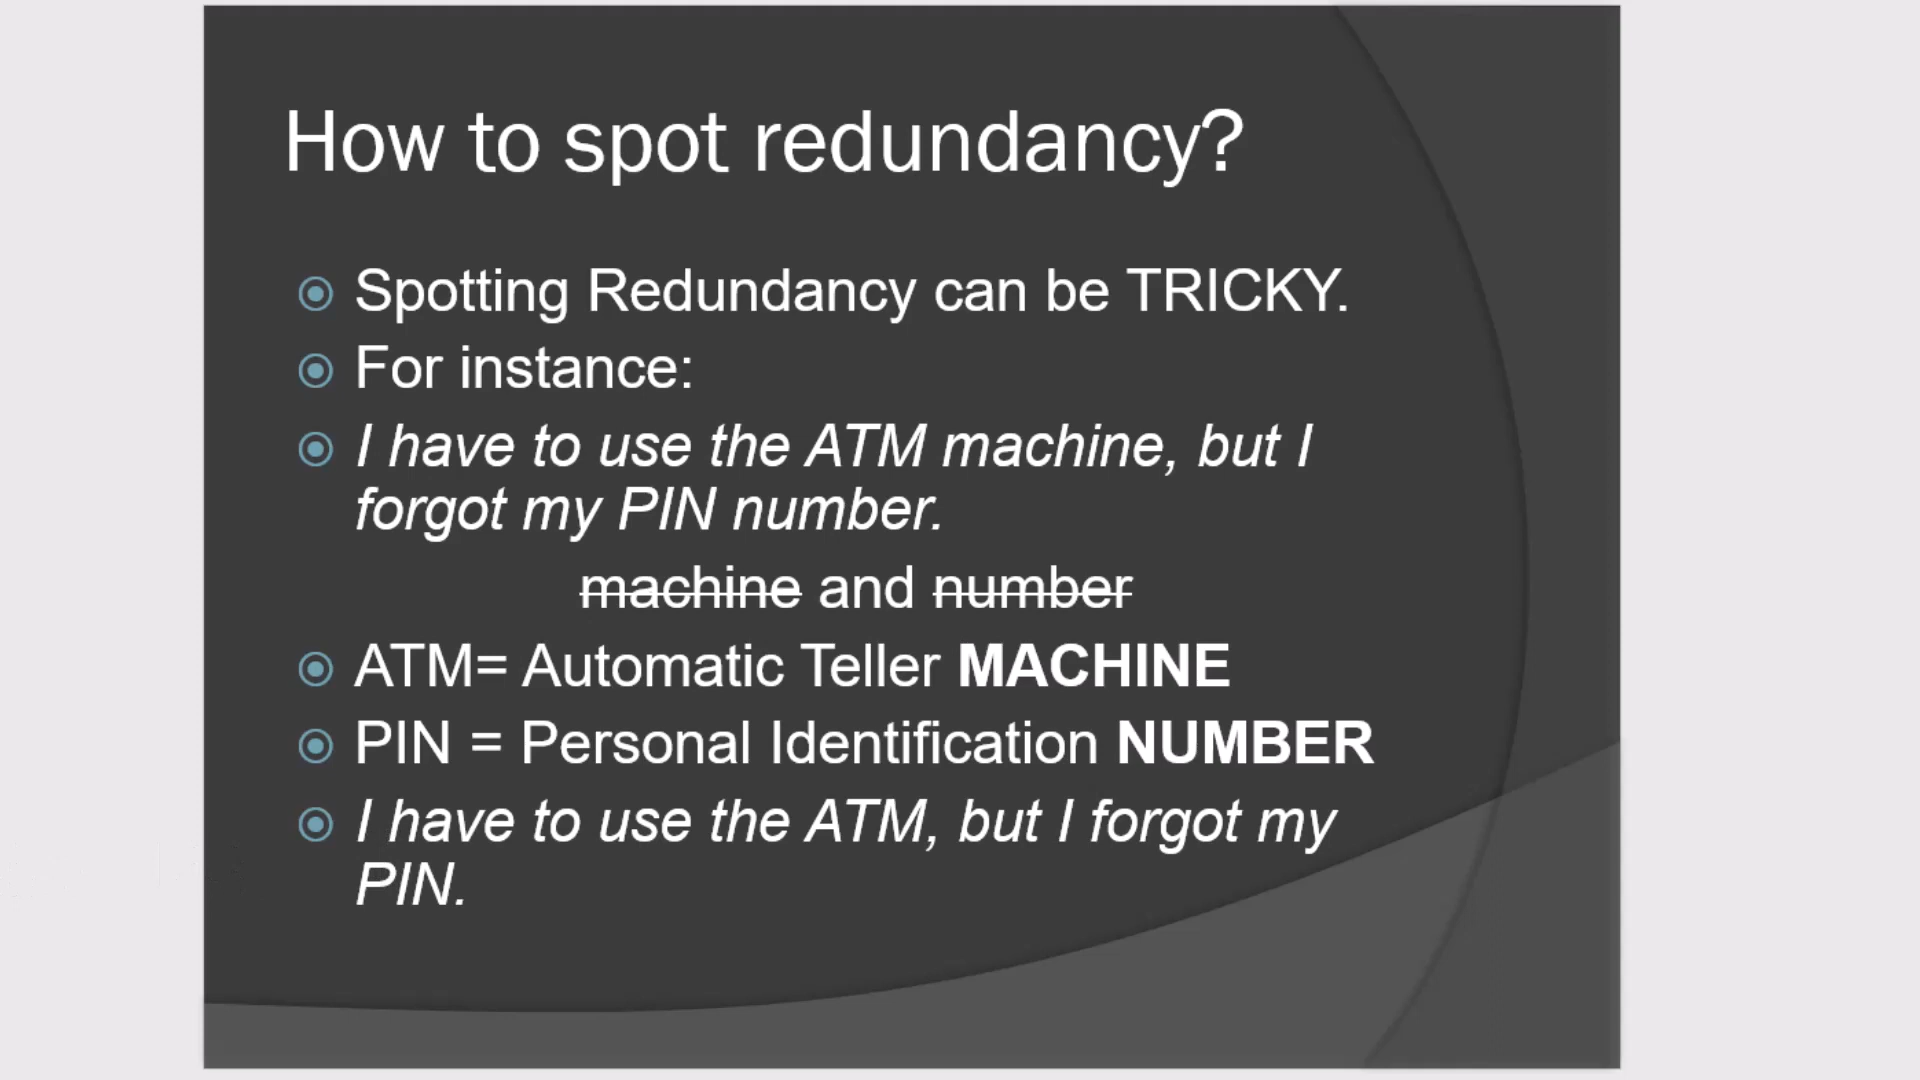 How to spot redundancy?
Spotting Redundancy can be TRICKY.
For instance:
I have to use the ATM machine, but I
forgot my PIN number.
machine and number
ATM= Automatic Teller MACHINE
PIN = Personal Identification NUMBER
I have to use the ATM, but I forgot my
PIN.